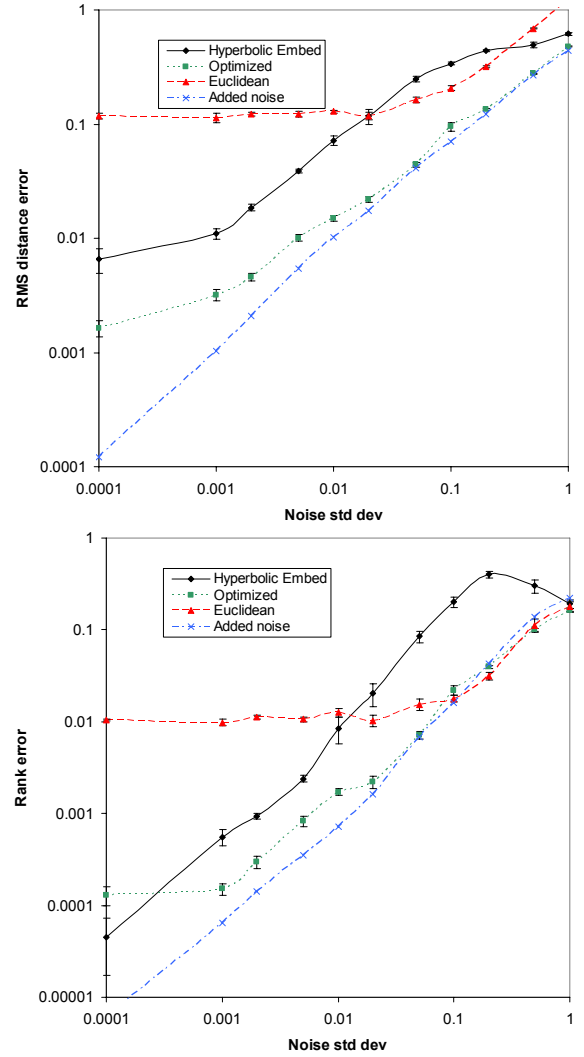 1
Hyperbolic Embed
Optimized
Euclidean
Added noise
0.1
0.01
0.001
0.0001
RMS distance error
0.0001 0.001 0.01 0.1 1
Noise std dev
1
Hyperbolic Embed
Optimized
Euclidean
Added noise
0.1
0.01
0.001
0.0001
0.00001
Rank error
0.0001 0.001 0.01 0.1 1
Noise std dev